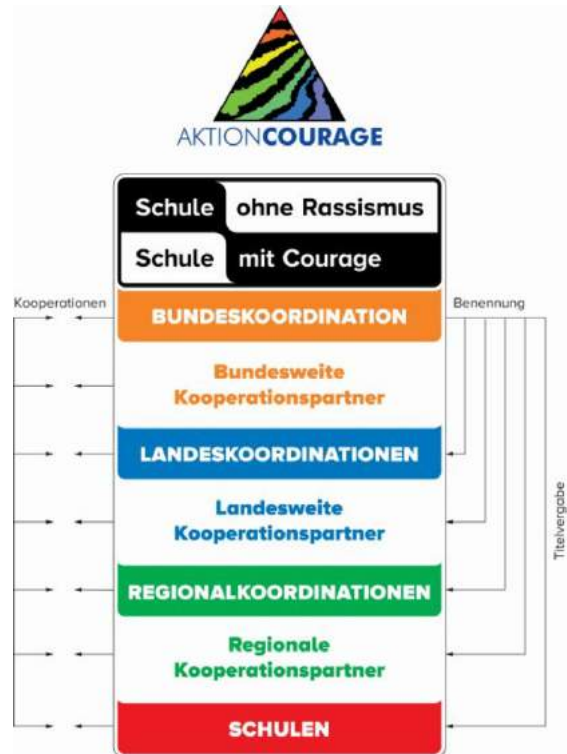 AKTIONCOURAGE
Schule ohne Rassismus
Schule mit Courage
Kooperationen
Benennung
BUNDESKOORDINATION
Bundesweite
Kooperationspartner
LANDESKOORDINATIONEN
Landesweite
Kooperationspartner
Titelvergabe
REGIONALKOORDINATIONEN
Regionale
Kooperationspartner
SCHULEN